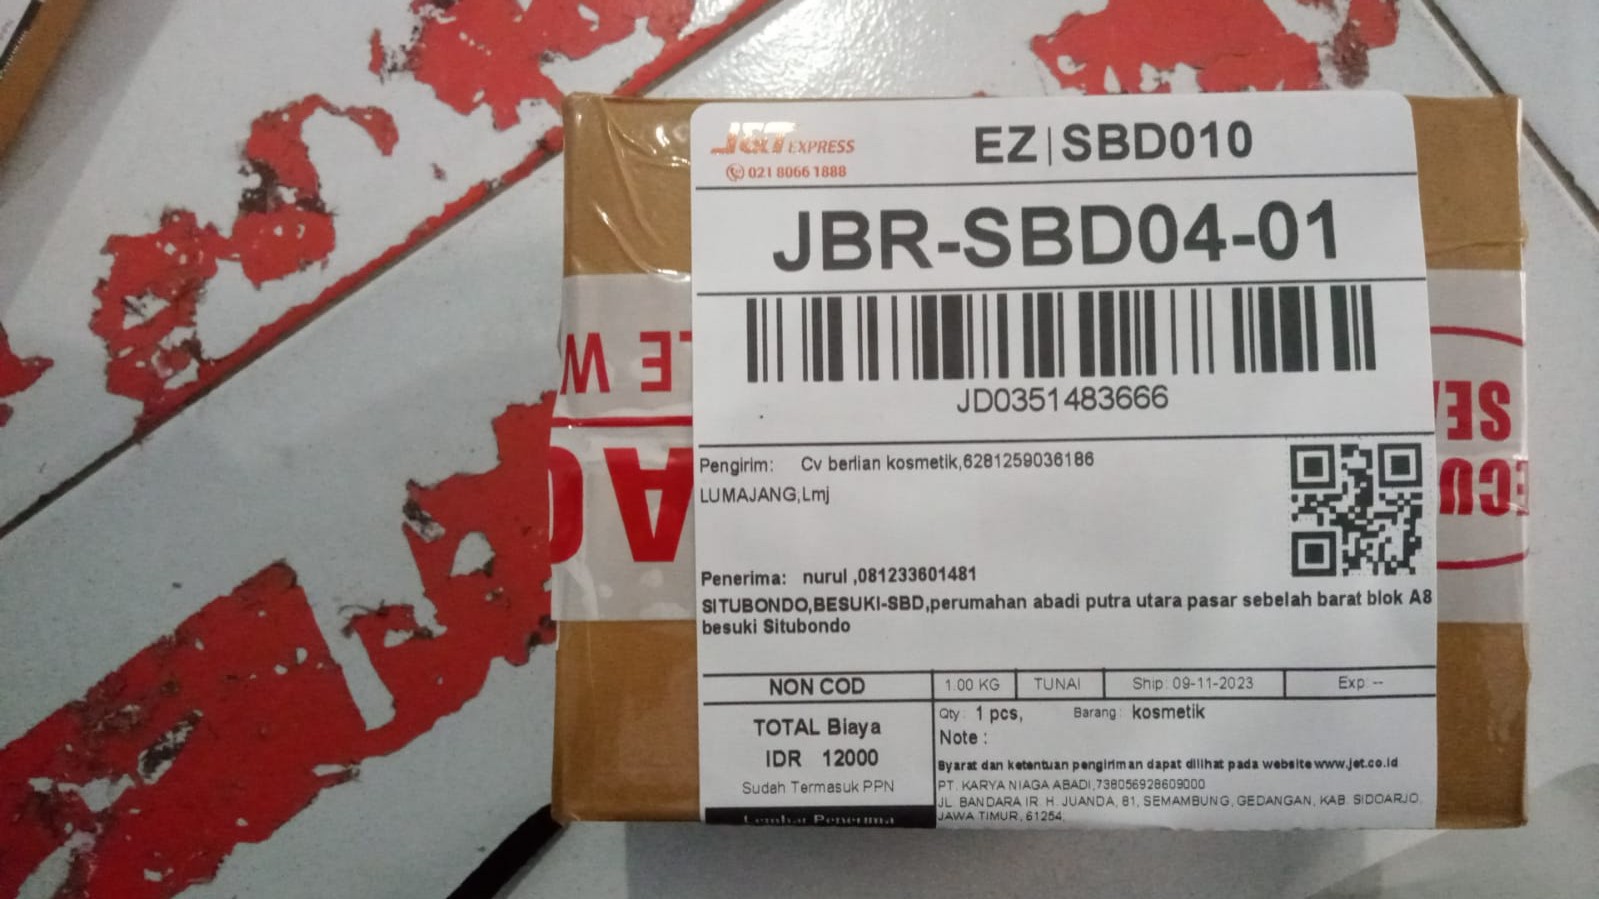 J&T EXPRESS
021 8066 1888
EZ|SBD010
JBR-SBD04-01
JD0351483666
Pengirim: Cv berlian kosmetik,6281259036186
LUMAJANG,Lmj
Penerima: nurul ,081233601481
SITUBONDO,BESUKI-SBD,perumahan abadi putra utara pasar sebelah barat blok A8
besuki Situbondo
NON COD
1.00 KG
TUNAI
Ship: 09-11-2023
Exp: --
TOTAL Biaya
IDR 12000
Sudah Termasuk PPN
Lembar Penerima
Qty: 1 pcs, Barang: kosmetik
Note :
Syarat dan ketentuan pengiriman dapat dilihat pada website www.jet.co.id
PT. KARYA NIAGA ABADI,738056928609000
JL. BANDARA IR. H. JUANDA, 81, SEMAMBUNG, GEDANGAN, KAB. SIDOARJO,
JAWA TIMUR, 61254;